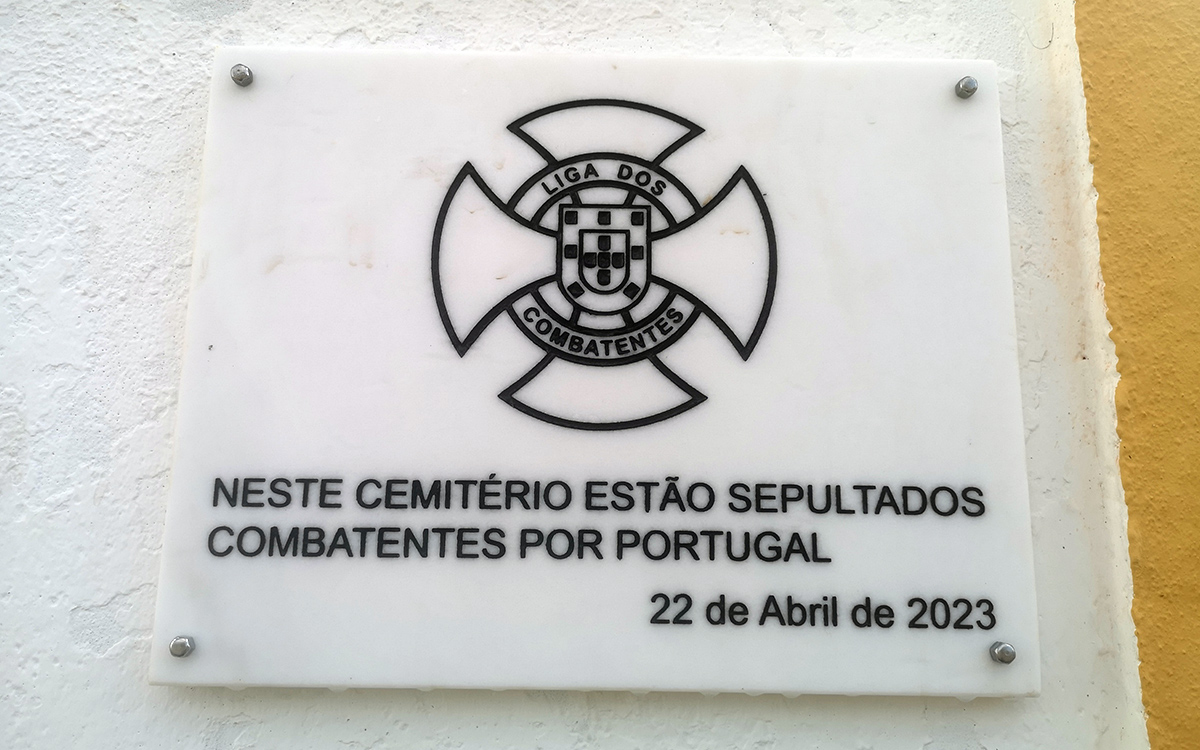 LIGA DOS
COMBATENTES
NESTE CEMITÉRIO ESTÃO SEPULTADOS
COMBATENTES POR PORTUGAL
22 de Abril de 2023